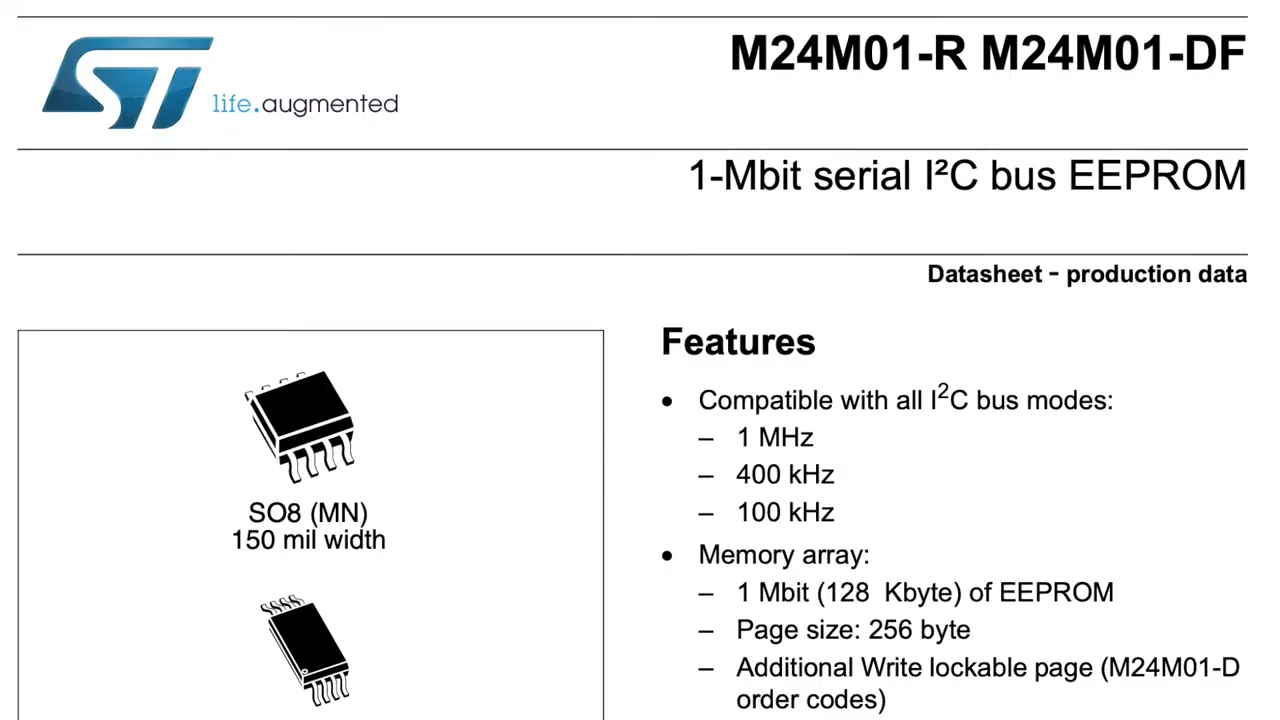 M24M01-R M24M01-DF
life.augmented
1-Mbit serial I²C bus EEPROM
Datasheet - production data
SO8 (MN)
150 mil width
Features
• Compatible with all I²C bus modes:
– 1 MHz
– 400 kHz
– 100 kHz
• Memory array:
– 1 Mbit (128 Kbyte) of EEPROM
– Page size: 256 byte
– Additional Write lockable page (M24M01-D
order codes)